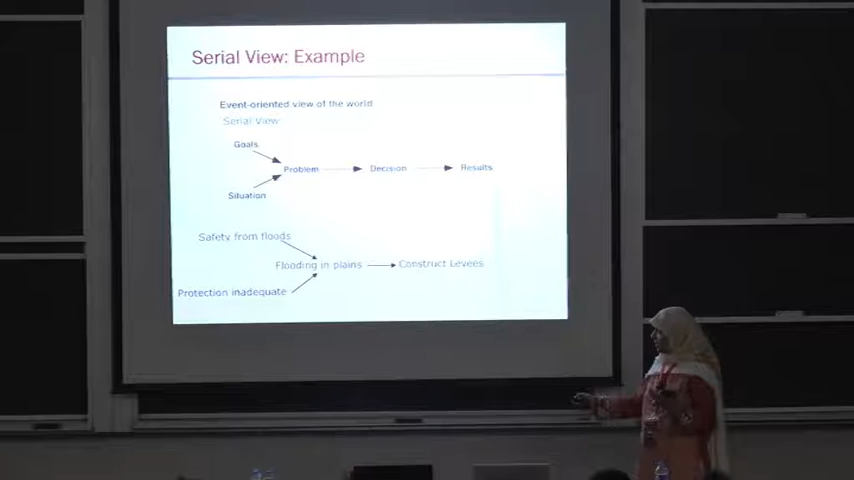 Serial View: Example
Event-oriented view of the world
Serial View:
Goals
Problem
Decision
Results
Situation
Safety from floods
Flooding in plains
Construct Levees
Protection inadequate